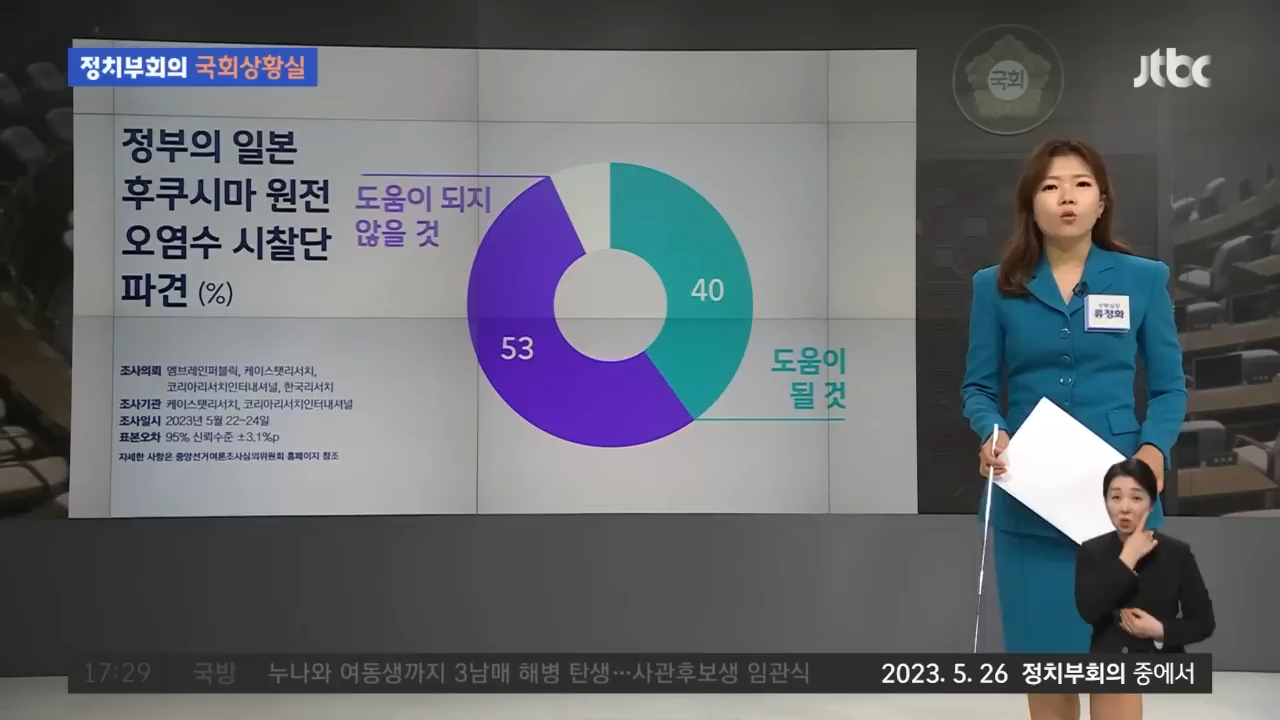 정치부회의 국회상황실
국회
jtbc
정부의 일본
후쿠시마 원전
오염수 시찰단
파견 (%)
도움이 되지
않을 것
40
53
도움이
될 것
류정화
조사의뢰 엠브레인퍼블릭, 케이스탯리서치,
코리아리서치인터내셔널, 한국리서치
조사기관 케이스탯리서치, 코리아리서치인터내셔널
조사일시 2023년 5월 22~24일
표본오차 95% 신뢰수준 ±3.1%p
자세한 사항은 중앙선거여론조사심의위원회 홈페이지 참조
17:29 국방 누나와 여동생까지 3남매 해병 탄생…사관후보생 임관식
2023. 5. 26 정치부회의 중에서